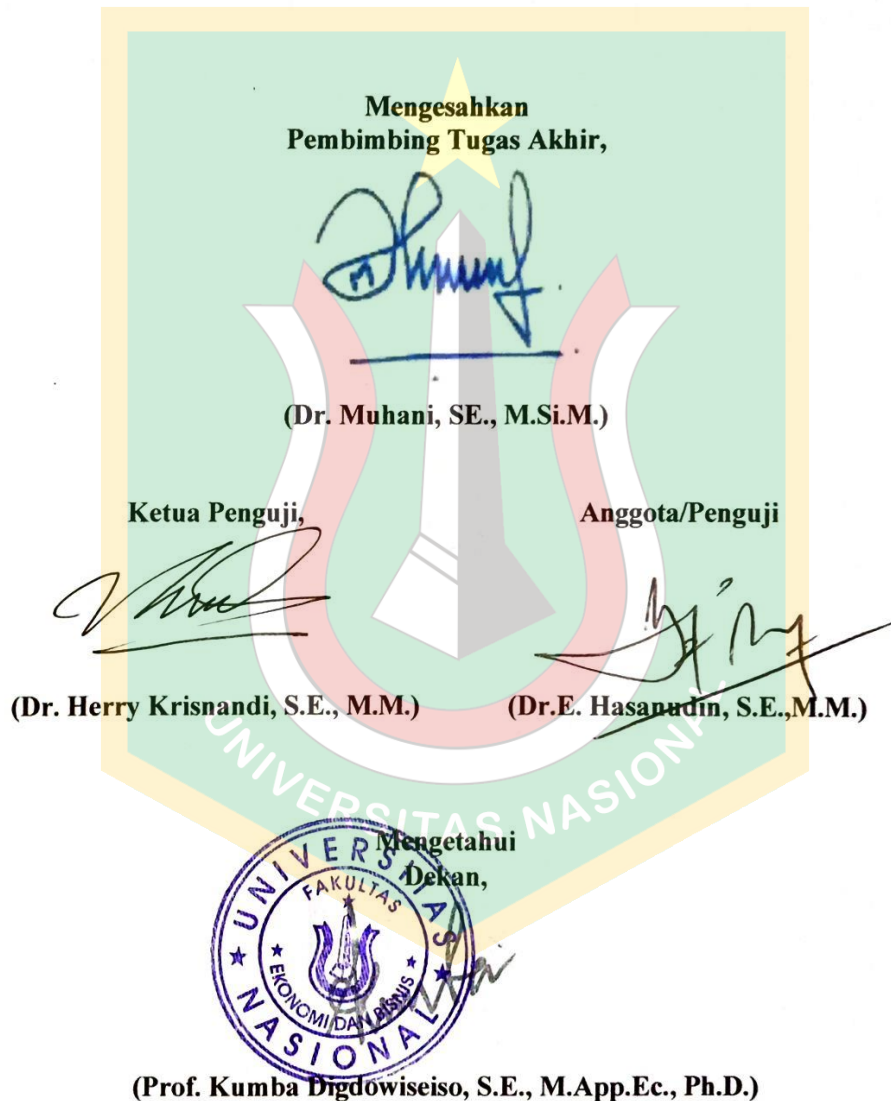 Mengesahkan
Pembimbing Tugas Akhir,
(Dr. Muhani, SE., M.Si.M.)
Ketua Penguji, Anggota/Penguji
(Dr. Herry Krisnandi, S.E., M.M.) (Dr.E. Hasanudin, S.E.,M.M.)
UNIVERSITAS NASIONAL
Mengetahui
Dekan,
UNIVERSITAS NASIONAL
FAKULTAS
EKONOMI DAN BISNIS
(Prof. Kumba Digdowiseiso, S.E., M.App.Ec., Ph.D.)